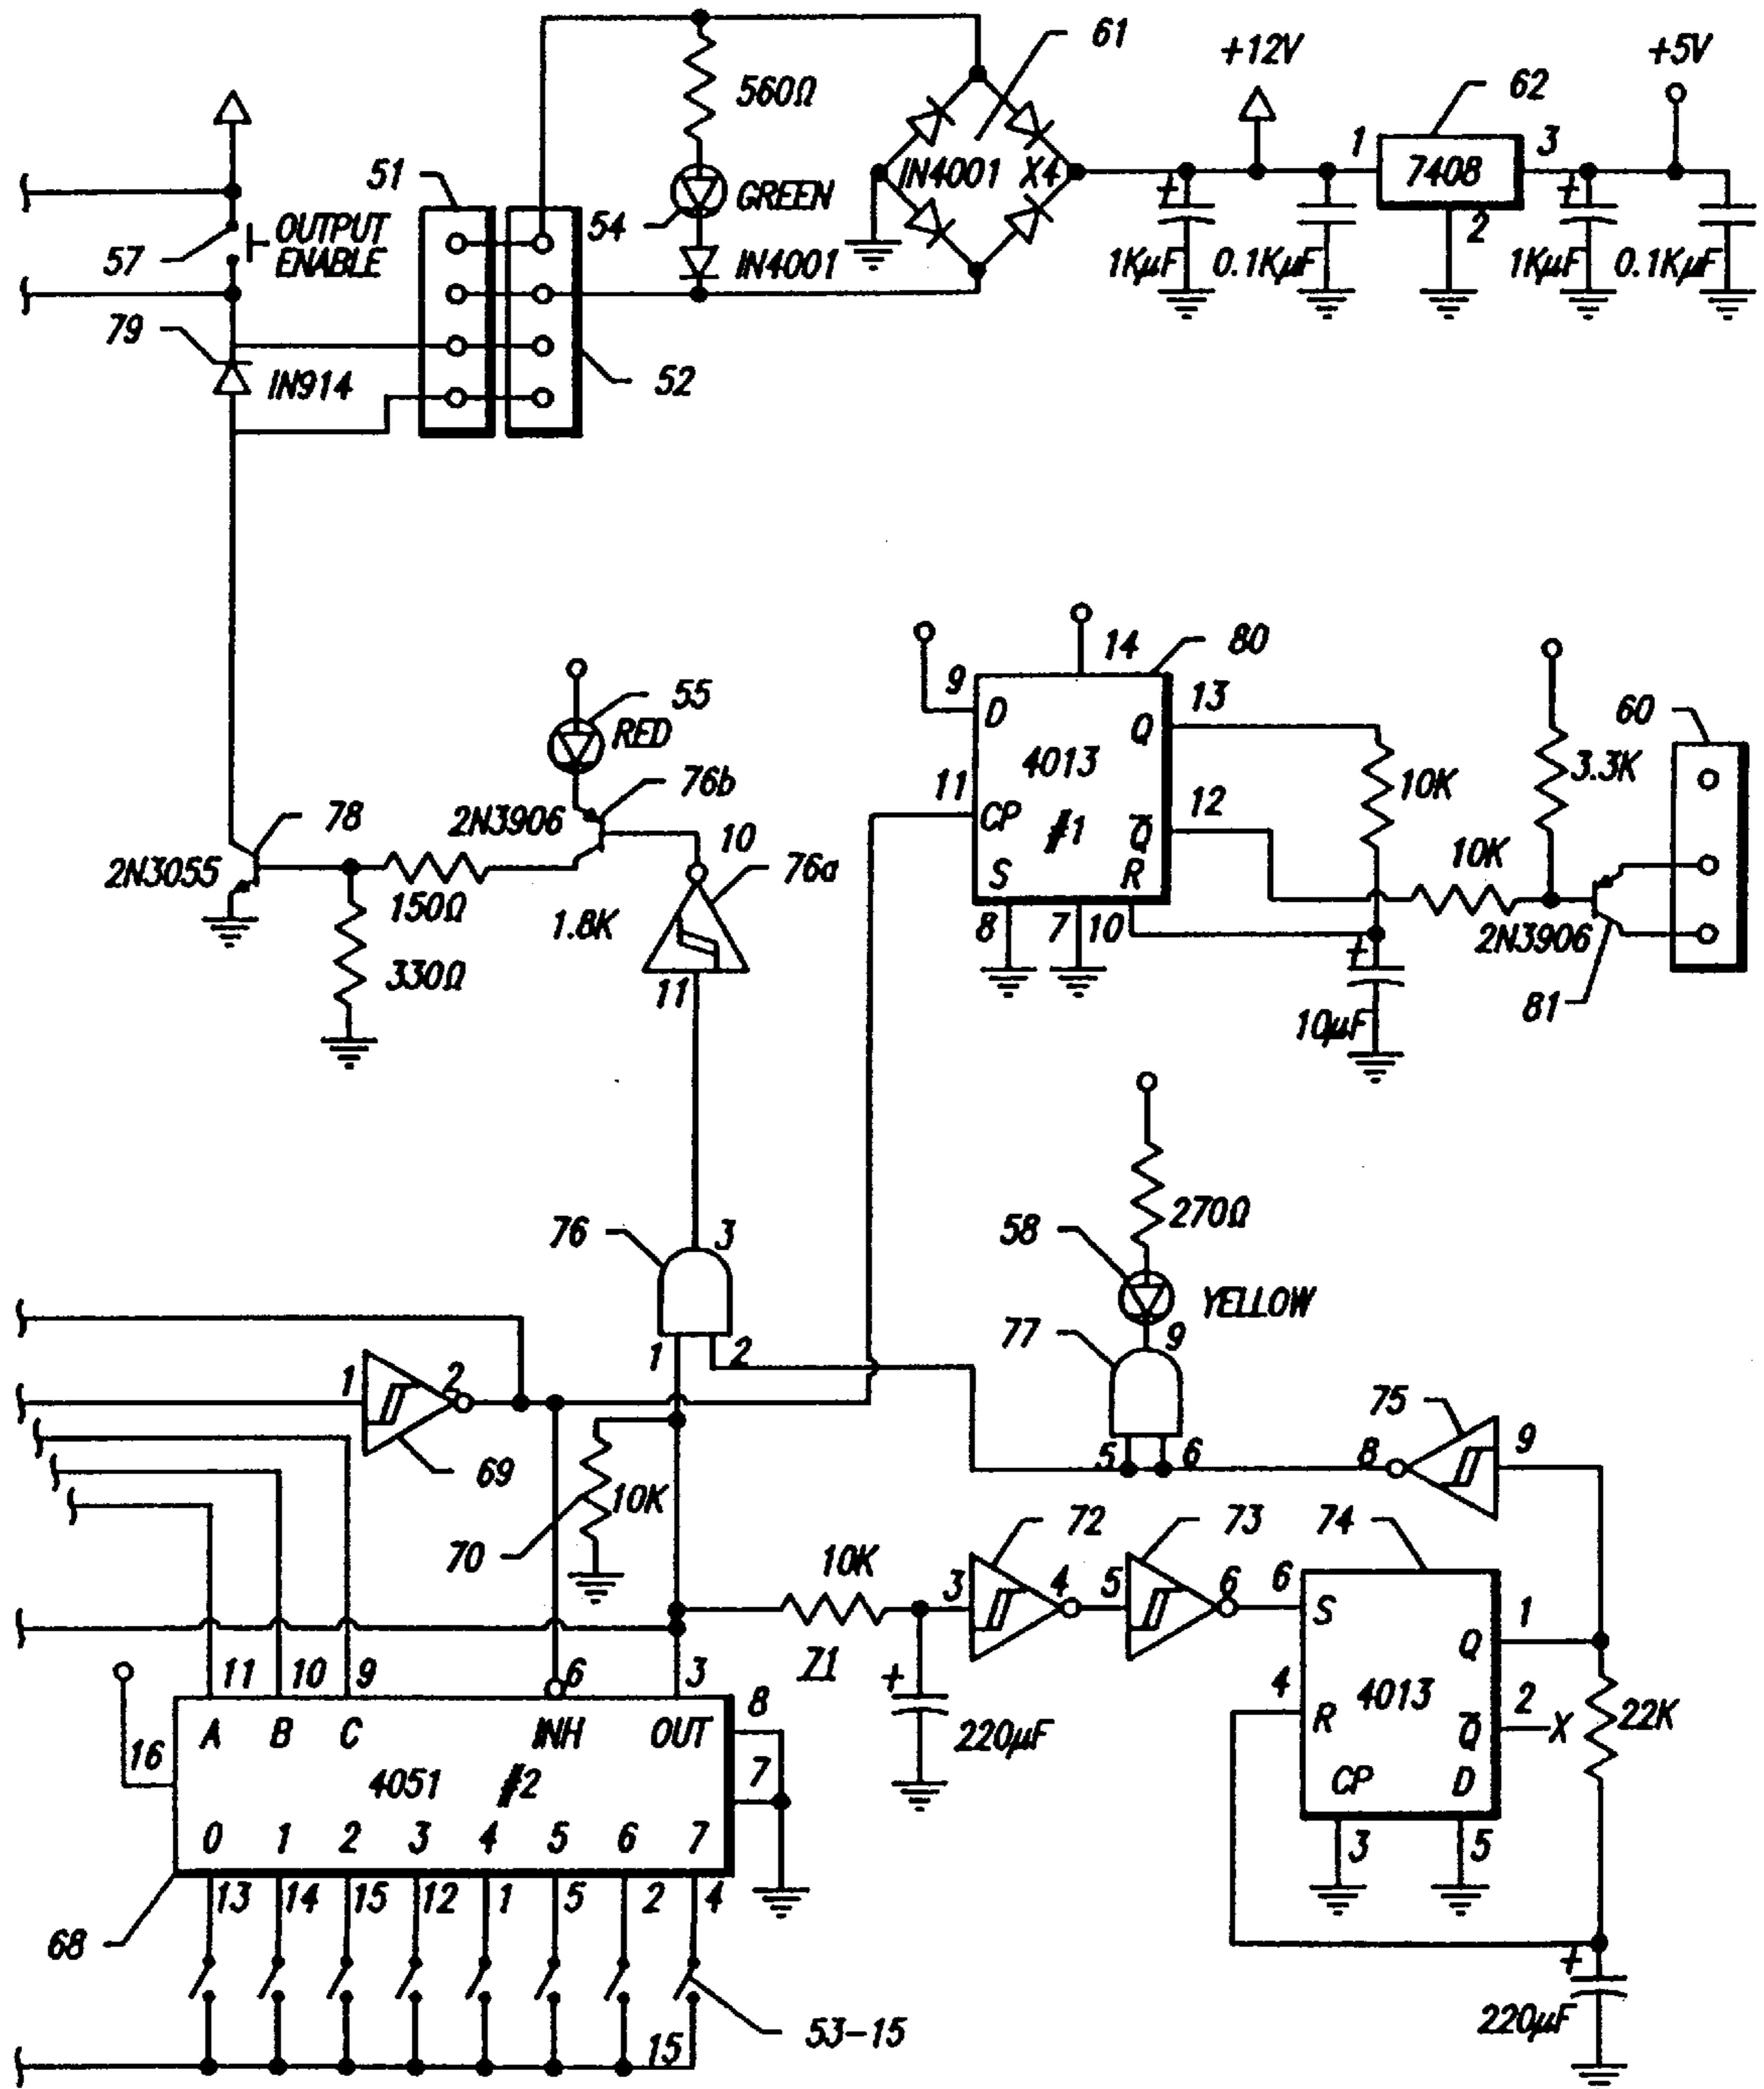 61
+12V
+5V
560Ω
62
1
3
7408
2
51
IN4001 X4
GREEN
54
OUTPUT
ENABLE
57
IN4001
+
1KμF
0.1KμF
+
1KμF
0.1KμF
79
IN914
52
14
80
9
13
55
RED
D
Q
60
4013
3.3K
76b
11
CP
#1
12
Q̅
10K
2N3906
10
78
10K
2N3055
76a
S
R
150Ω
1.8K
8
7
10
2N3906
330Ω
11
+
81
10μF
270Ω
76
3
58
YELLOW
77
9
1
2
1
2
75
5
6
8
9
69
10K
70
72
73
74
10K
3
4
5
6
6
S
1
Q
71
+
4
4013
2
X
22K
R
Q̅
220μF
CP
D
3
5
11
10
9
6
3
8
A
B
C
INH
OUT
16
7
4051
#2
0
1
2
3
4
5
6
7
13
14
15
12
1
5
2
4
68
53-15
15
+
220μF